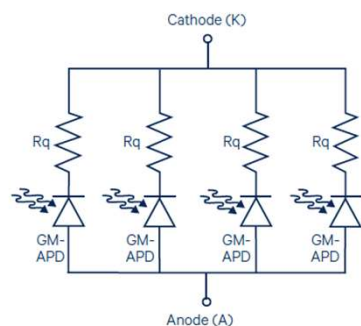 Cathode (K)
Rq Rq Rq Rq
GM- GM- GM- GM-
APD APD APD APD
Anode (A)